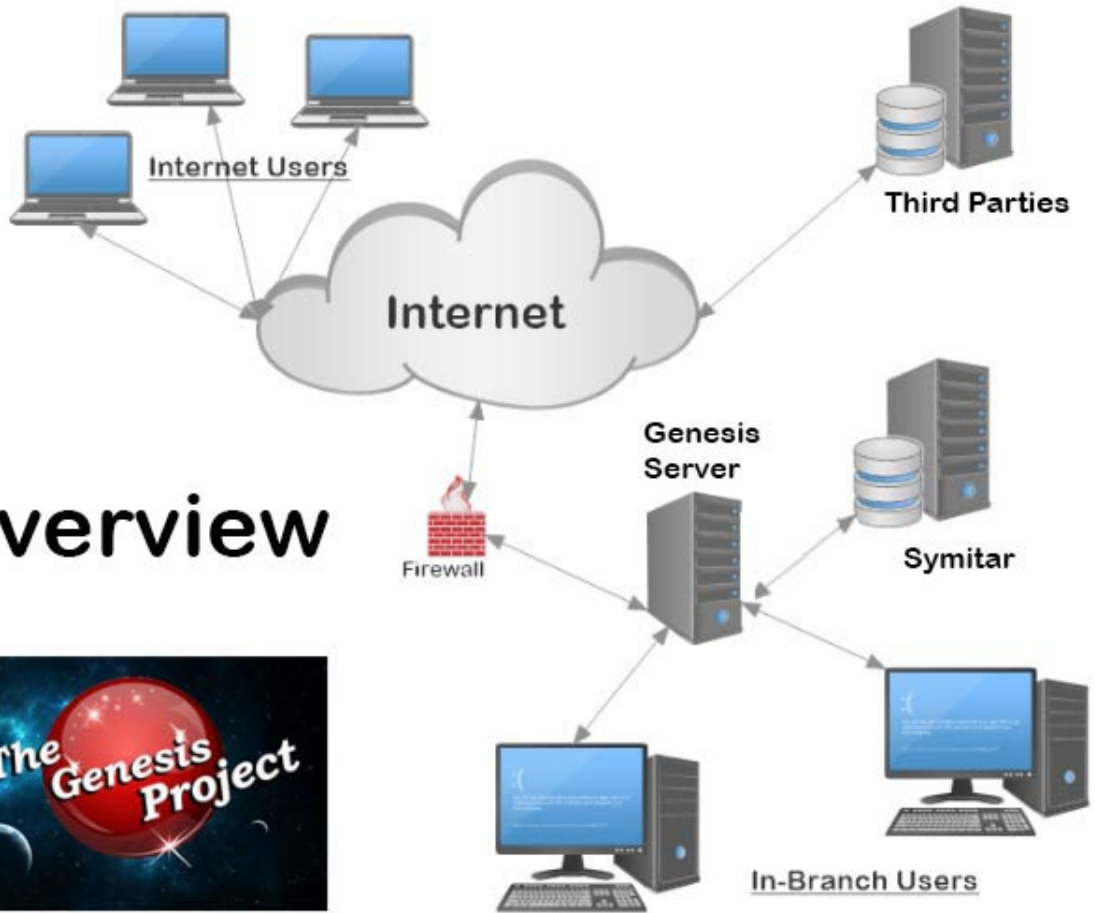 Internet Users
Third Parties
Internet
Genesis
Server
verview
Firewall
Symitar
The
Genesis
Project
:(
:(
In-Branch Users